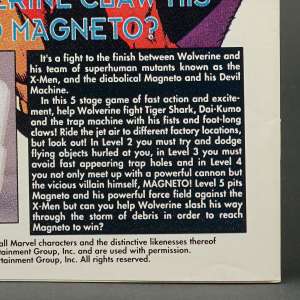 ERINE CLAW HIS
O MAGNETO?
It's a fight to the finish between Wolverine and
his team of superhuman mutants known as the
X-Men, and the diabolical Magneto and his Devil
Machine.
In this 5 stage game of fast action and excite-
ment, help Wolverine fight Tiger Shark, Dai-Kumo
and the trap machine with his fists and foot-long
claws! Ride the jet air to different factory locations,
but look out! In Level 2 you must try and dodge
flying objects hurled at you, in Level 3 you must
avoid fast appearing trap holes and in Level 4
you not only meet up with a powerful cannon but
the vicious villain himself, MAGNETO! Level 5 pits
Magneto and his powerful force field against the
X-Men but can you help Wolverine slash his way
through the storm of debris in order to reach
Magneto to win?
all Marvel characters and the distinctive likenesses thereof
tertainment Group, Inc. and are used with permission.
tertainment Group, Inc. All rights reserved.